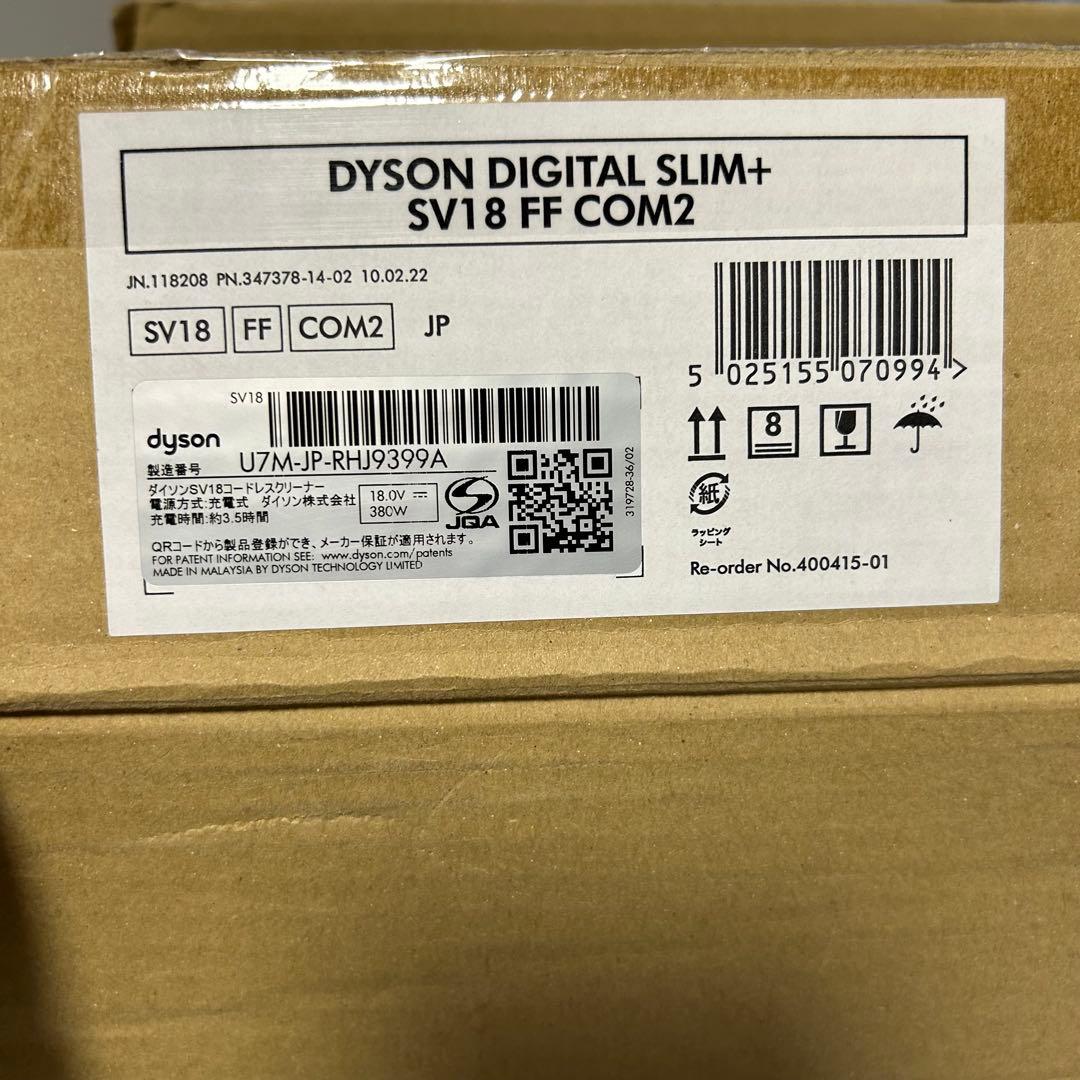 DYSON DIGITAL SLIM+
SV18 FF COM2
JN.118208 PN.347378-14-02 10.02.22
SV18 FF COM2 JP
5 025155 070994 >
8
SV18
dyson
製造番号 U7M-JP-RHJ9399A
ダイソンSV18コードレスクリーナー
電源方式:充電式 ダイソン株式会社
充電時間:約3.5時間
18.0V ⎓
380W
JQA
QRコードから製品登録ができ、メーカー保証が適用されます。
FOR PATENT INFORMATION SEE: www.dyson.com/patents
MADE IN MALAYSIA BY DYSON TECHNOLOGY LIMITED
319728-36/02
紙
ラッピング
シート
Re-order No.400415-01